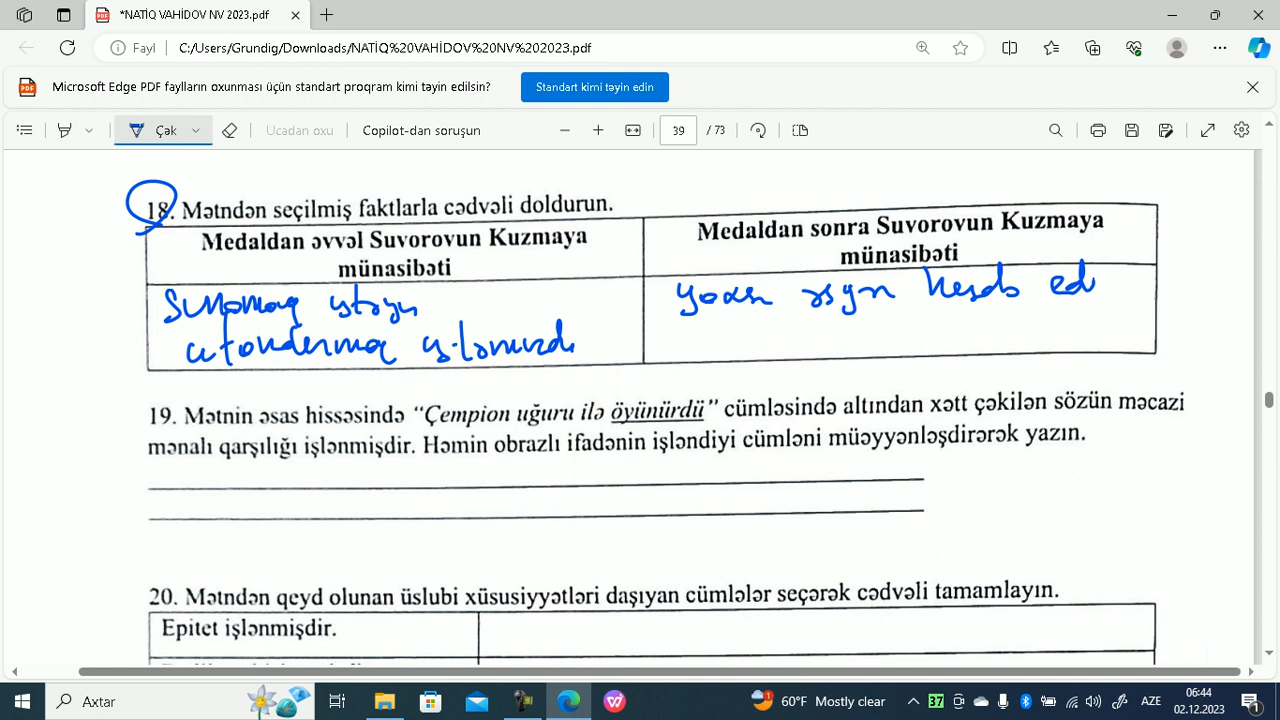 *NATİQ VAHİDOV NV 2023.pdf
Fayl C:/Users/Grundig/Downloads/NATİQ%20VAHİDOV%20NV%202023.pdf
Microsoft Edge PDF faylların oxunması üçün standart proqram kimi təyin edilsin? Standart kimi təyin edin
Çək Ucadan oxu Copilot-dan soruşun 39 / 73
18. Mətndən seçilmiş faktlarla cədvəli doldurun.
Medaldan əvvəl Suvorovun Kuzmaya
münasibəti
Medaldan sonra Suvorovun Kuzmaya
münasibəti
19. Mətnin əsas hissəsində “Çempion uğuru ilə öyünürdü” cümləsində altından xətt çəkilən sözün məcazi
mənalı qarşılığı işlənmişdir. Həmin obrazlı ifadənin işləndiyi cümləni müəyyənləşdirərək yazın.
20. Mətndən qeyd olunan üslubi xüsusiyyətləri daşıyan cümlələr seçərək cədvəli tamamlayın.
Epitet işlənmişdir.
Axtar 60°F Mostly clear 37 AZE 06:44
02.12.2023